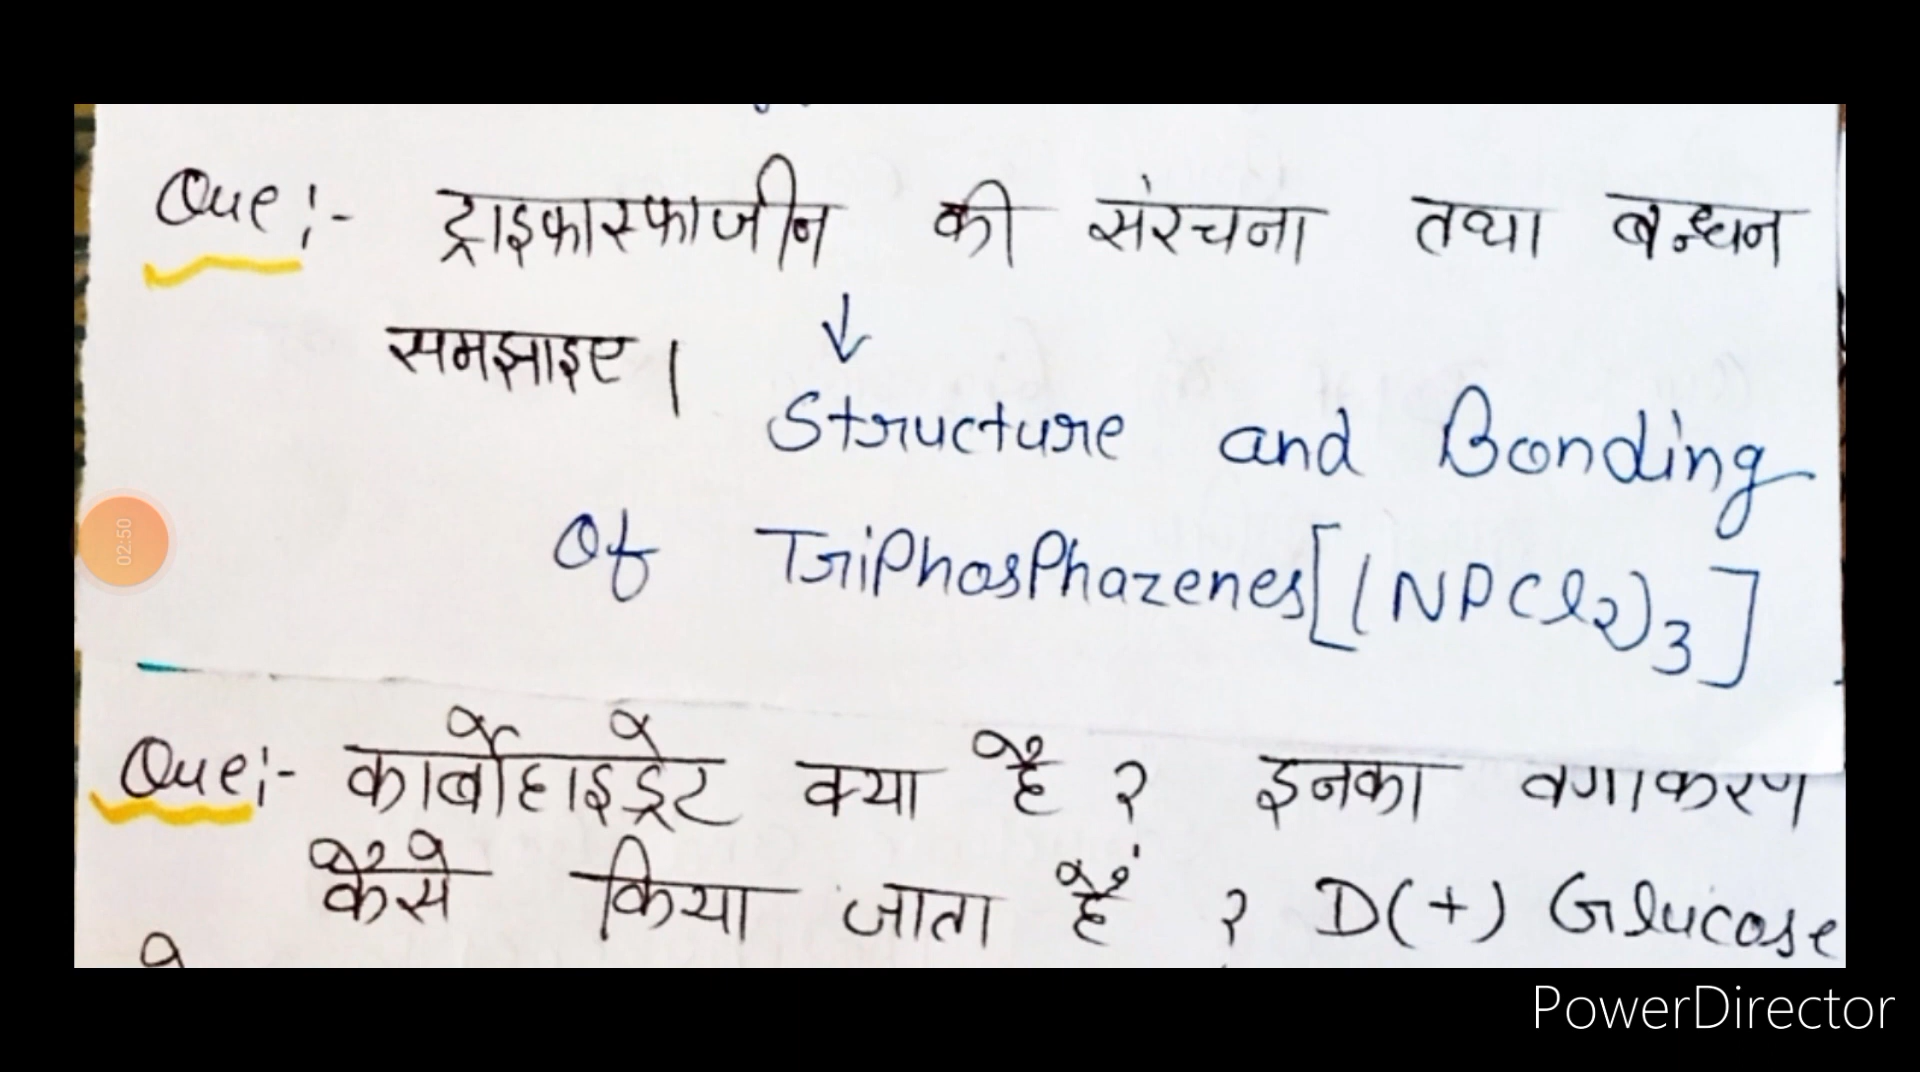 Que:- ट्राइफास्फाजीन की संरचना तथा बन्धन
समझाइए।
↓
Structure and Bonding
of TriPhosPhazenes[(NPCl2)3]
Que:- कार्बोहाइड्रेट क्या है ? इनका वर्गीकरण
कैसे किया जाता हैं ? D(+) Glucose
02:50
PowerDirector